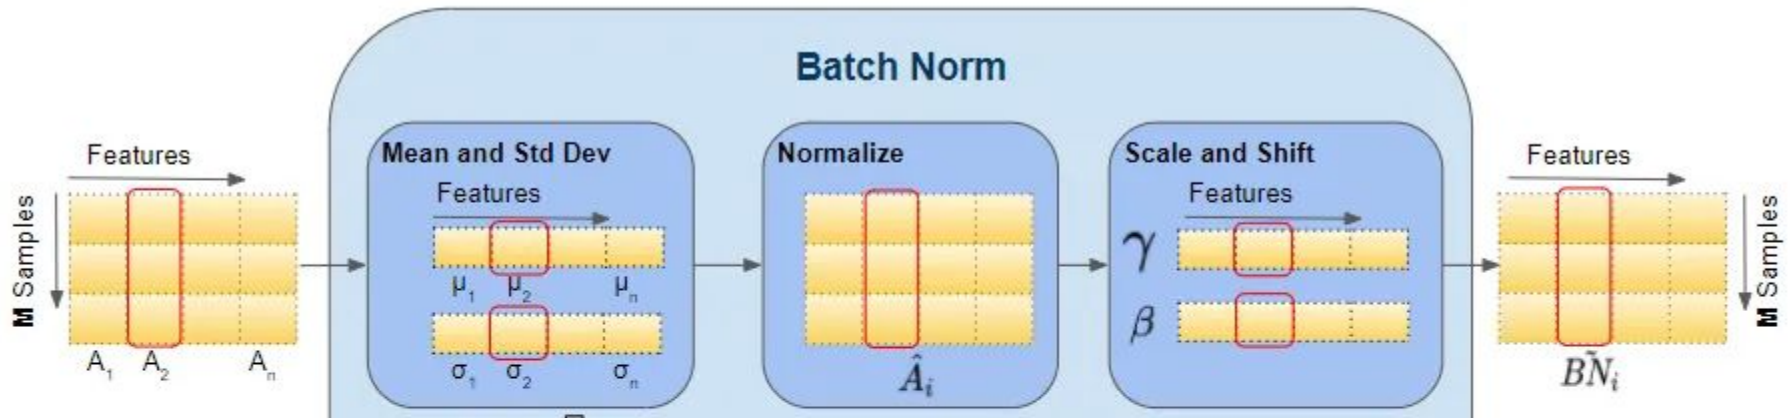 Batch Norm
Features
M Samples
A₁ A₂ Aₙ
Mean and Std Dev
Features
μ₁ μ₂ μₙ
σ₁ σ₂ σₙ
Normalize
Âᵢ
Scale and Shift
Features
γ
β
Features
M Samples
BÑᵢ